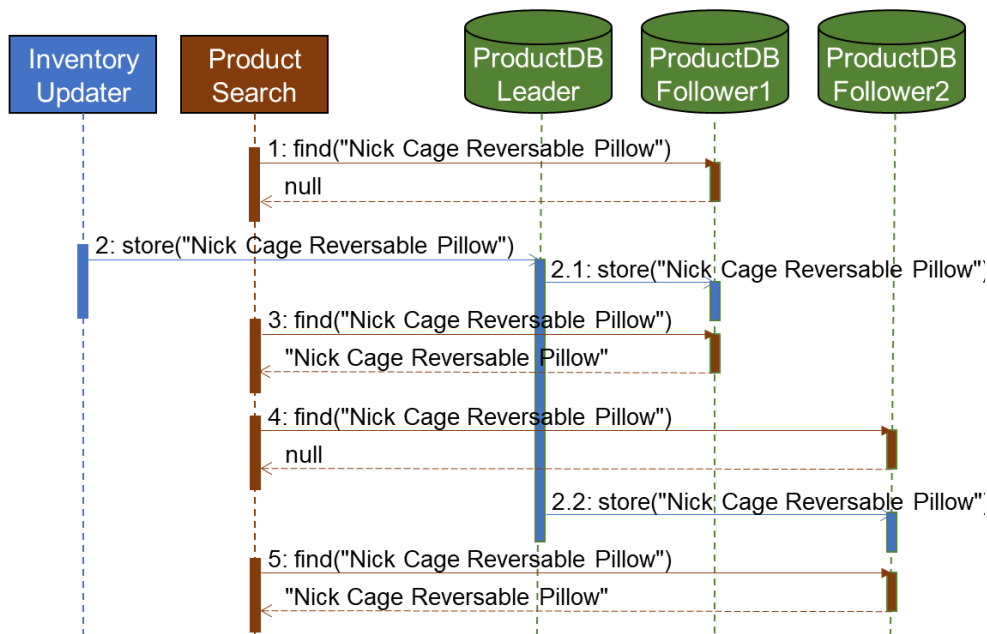 Inventory
Updater
Product
Search
ProductDB
Leader
ProductDB
Follower1
ProductDB
Follower2
1: find("Nick Cage Reversable Pillow")
null
2: store("Nick Cage Reversable Pillow")
2.1: store("Nick Cage Reversable Pillow")
3: find("Nick Cage Reversable Pillow")
"Nick Cage Reversable Pillow"
4: find("Nick Cage Reversable Pillow")
null
2.2: store("Nick Cage Reversable Pillow")
5: find("Nick Cage Reversable Pillow")
"Nick Cage Reversable Pillow"